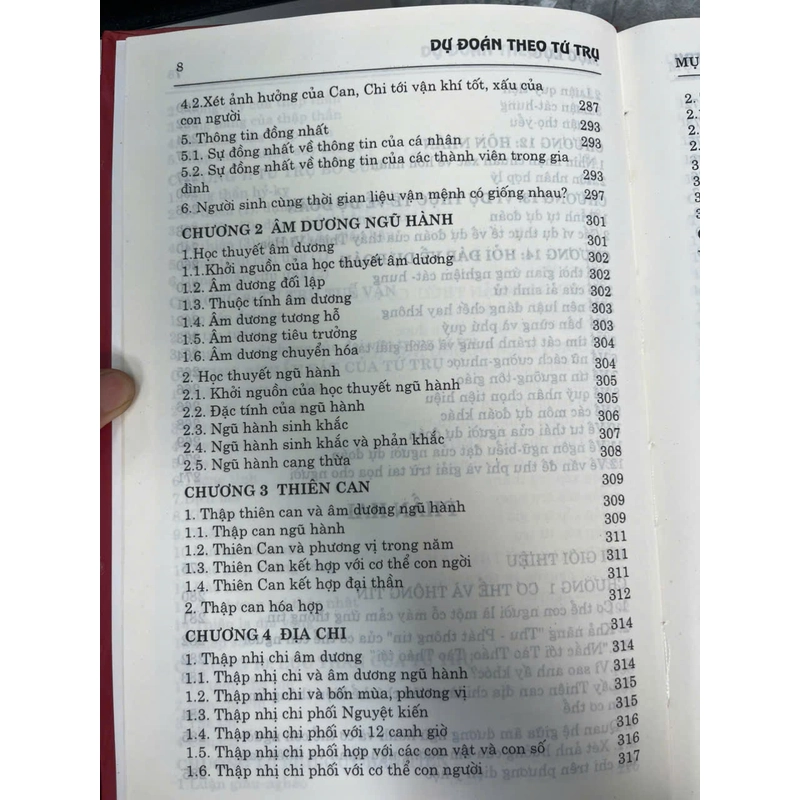 8
DỰ ĐOÁN THEO TỨ TRỤ
4.2.Xét ảnh hưởng của Can, Chi tới vận khí tốt, xấu của
con người 287
5. Thông tin đồng nhất 293
5.1. Sự đồng nhất về thông tin của cá nhân 293
5.2. Sự đồng nhất về thông tin của các thành viên trong gia
đình 293
6. Người sinh cùng thời gian liệu vận mệnh có giống nhau? 297
CHƯƠNG 2 ÂM DƯƠNG NGŨ HÀNH 301
1.Học thuyết âm dương 301
1.1.Khởi nguồn của học thuyết âm dương 302
1.2. Âm dương đối lập 302
1.3. Thuộc tính âm dương 302
1.4. Âm dương tương hỗ 303
1.5. Âm dương tiêu trưởng 303
1.6. Âm dương chuyển hóa 304
2. Học thuyết ngũ hành 304
2.1. Khởi nguồn của học thuyết ngũ hành 305
2.2. Đặc tính của ngũ hành 305
2.3. Ngũ hành sinh khắc 306
2.4. Ngũ hành sinh khắc và phản khắc 307
2.5. Ngũ hành cang thừa 308
CHƯƠNG 3 THIÊN CAN 309
1. Thập thiên can và âm dương ngũ hành 309
1.1. Thập can ngũ hành 309
1.2. Thiên Can và phương vị trong năm 311
1.3. Thiên Can kết hợp với cơ thể con ngời 311
1.4. Thiên Can kết hợp đại thần 311
2. Thập can hóa hợp 312
CHƯƠNG 4 ĐỊA CHI 314
1. Thập nhị chi âm dương 314
1.1. Thập nhị chi và âm dương ngũ hành 314
1.2. Thập nhị chi và bốn mùa, phương vị 315
1.3. Thập nhị chi phối Nguyệt kiến 315
1.4. Thập nhị chi phối với 12 canh giờ 316
1.5. Thập nhị chi phối hợp với các con vật và con số 316
1.6. Thập nhị chi phối với cơ thể con người 317
MỤ